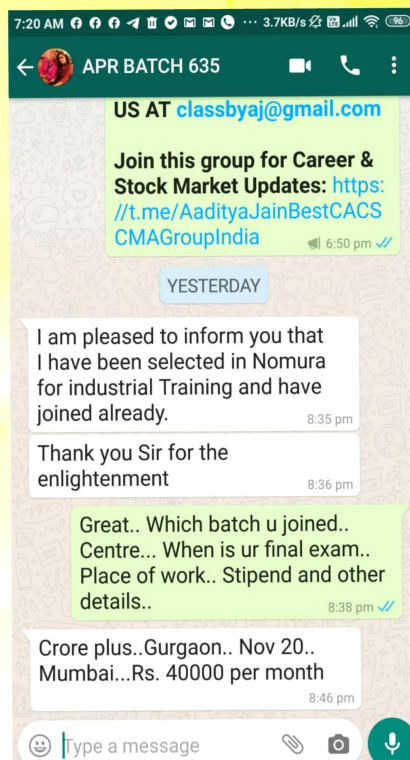 7:20 AM ... 3.7KB/s 96
APR BATCH 635
US AT classbyaj@gmail.com
Join this group for Career &
Stock Market Updates: https:
//t.me/AadityaJainBestCACS
CMAGroupIndia
6:50 pm
YESTERDAY
I am pleased to inform you that
I have been selected in Nomura
for industrial Training and have
joined already.
8:35 pm
Thank you Sir for the
enlightenment
8:36 pm
Great.. Which batch u joined..
Centre... When is ur final exam..
Place of work.. Stipend and other
details..
8:38 pm
Crore plus..Gurgaon.. Nov 20..
Mumbai...Rs. 40000 per month
8:46 pm
Type a message